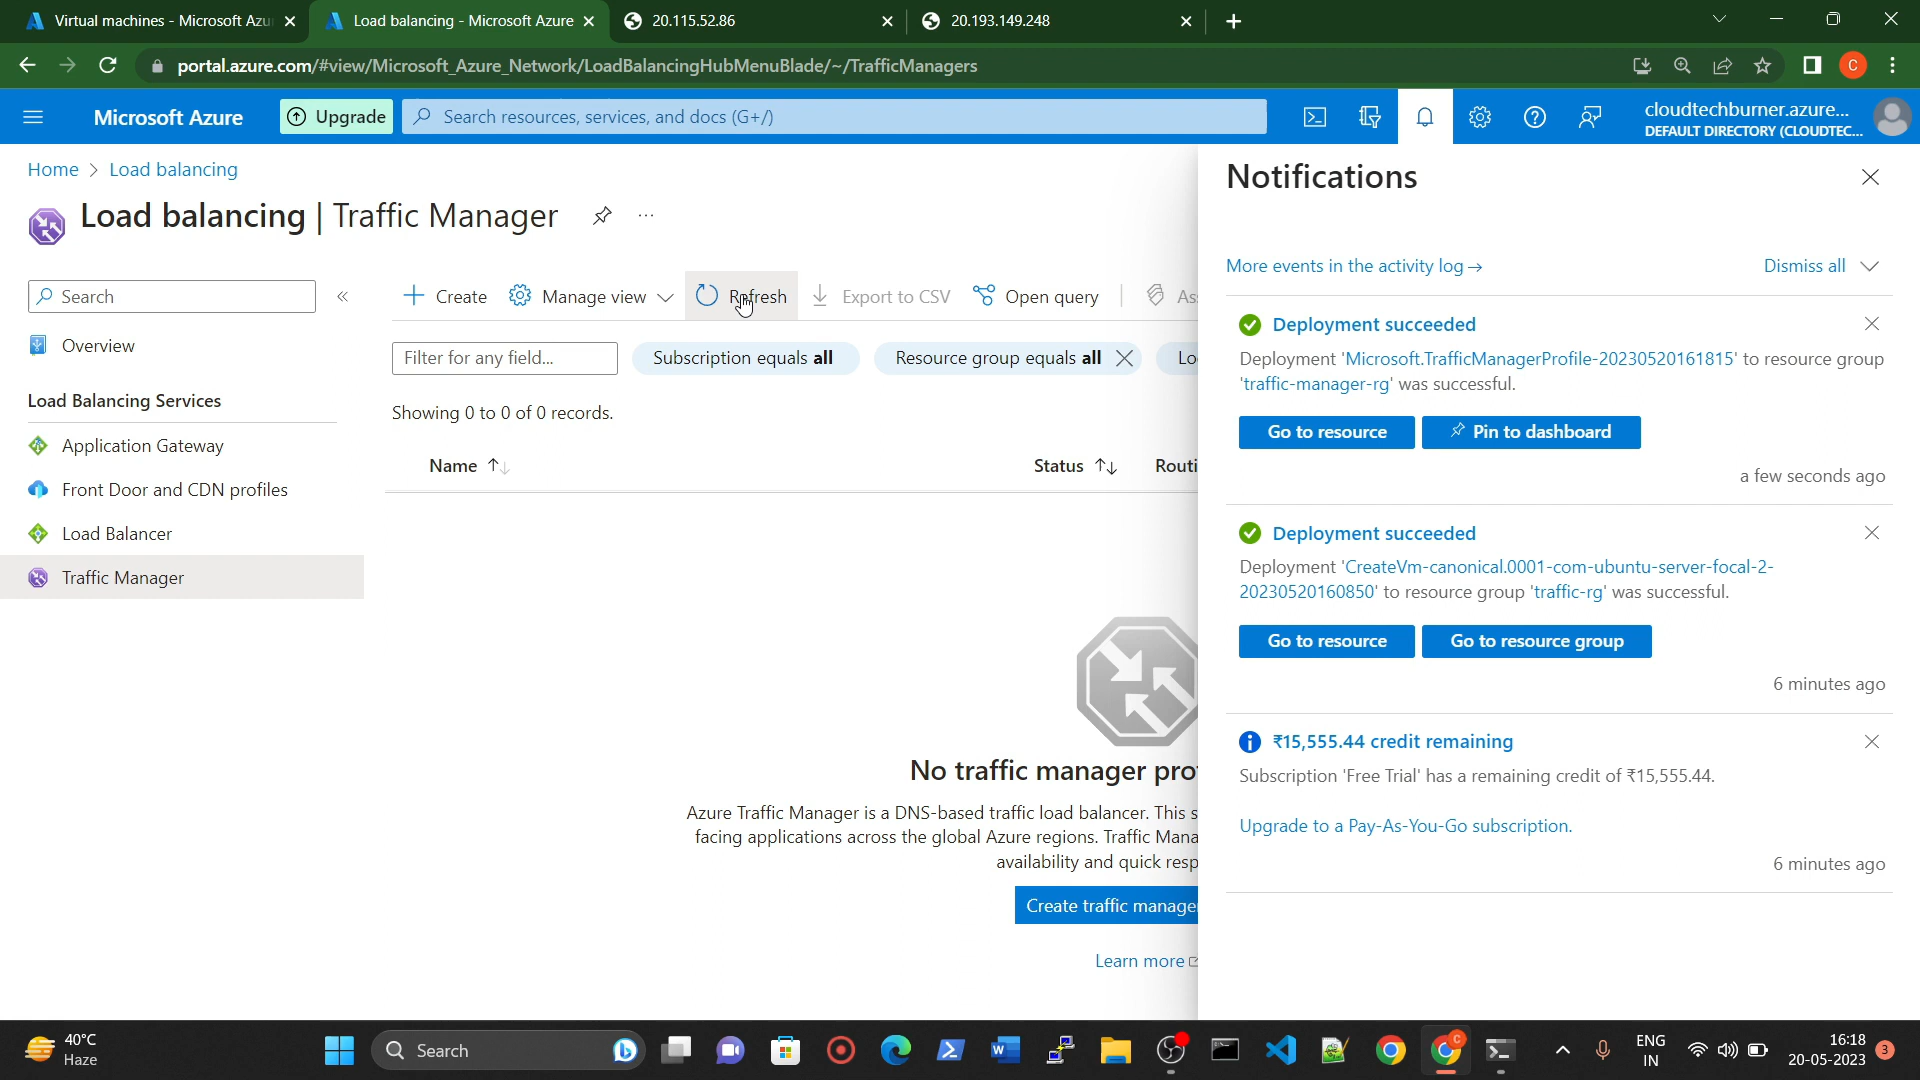 Virtual machines - Microsoft Azu
Load balancing - Microsoft Azure
20.115.52.86
20.193.149.248
portal.azure.com/#view/Microsoft_Azure_Network/LoadBalancingHubMenuBlade/~/TrafficManagers
C
Microsoft Azure
Upgrade
Search resources, services, and docs (G+/)
cloudtechburner.azure...
DEFAULT DIRECTORY (CLOUDTEC...
Home > Load balancing
Load balancing | Traffic Manager
...
Search
«
Overview
Load Balancing Services
Application Gateway
Front Door and CDN profiles
Load Balancer
Traffic Manager
Create
Manage view
Refresh
Export to CSV
Open query
As
Filter for any field...
Subscription equals all
Resource group equals all
Lo
Showing 0 to 0 of 0 records.
Name
Status
Routi
No traffic manager pro
Azure Traffic Manager is a DNS-based traffic load balancer. This s
facing applications across the global Azure regions. Traffic Mana
availability and quick resp
Create traffic manage
Learn more
Notifications
More events in the activity log →
Dismiss all
Deployment succeeded
Deployment 'Microsoft.TrafficManagerProfile-20230520161815' to resource group
'traffic-manager-rg' was successful.
Go to resource
Pin to dashboard
a few seconds ago
Deployment succeeded
Deployment 'CreateVm-canonical.0001-com-ubuntu-server-focal-2-
20230520160850' to resource group 'traffic-rg' was successful.
Go to resource
Go to resource group
6 minutes ago
₹15,555.44 credit remaining
Subscription 'Free Trial' has a remaining credit of ₹15,555.44.
Upgrade to a Pay-As-You-Go subscription.
6 minutes ago
40°C
Haze
Search
ENG
IN
16:18
20-05-2023
3